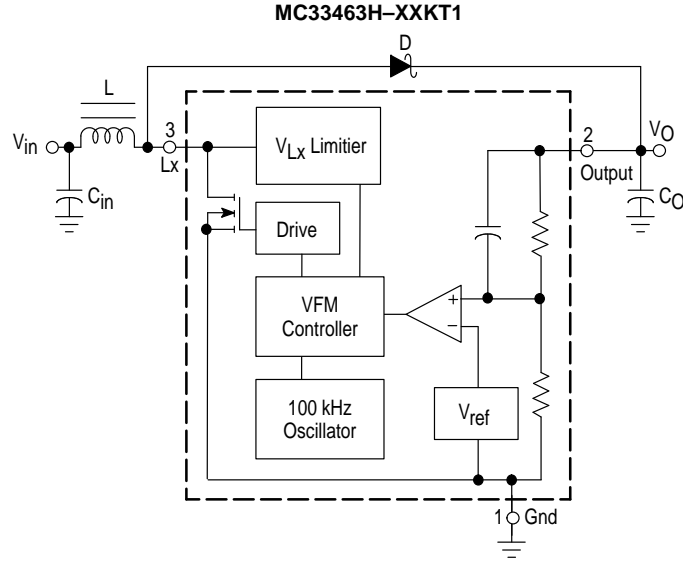 MC33463H–XXKT1
D
L
Vin
3
Lx
Cin
VLx Limitier
Drive
VFM
Controller
100 kHz
Oscillator
+
−
Vref
2
Output
VO
CO
1
Gnd